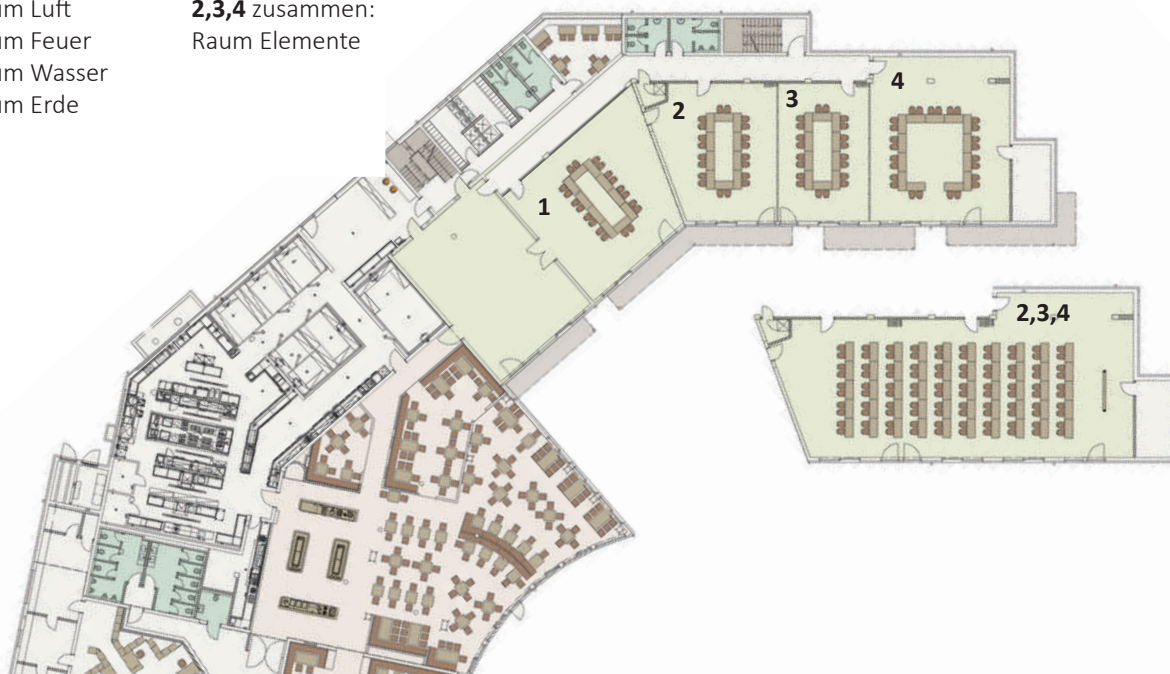 um Luft
um Feuer
um Wasser
um Erde
2,3,4 zusammen:
Raum Elemente
1
2
3
4
2,3,4